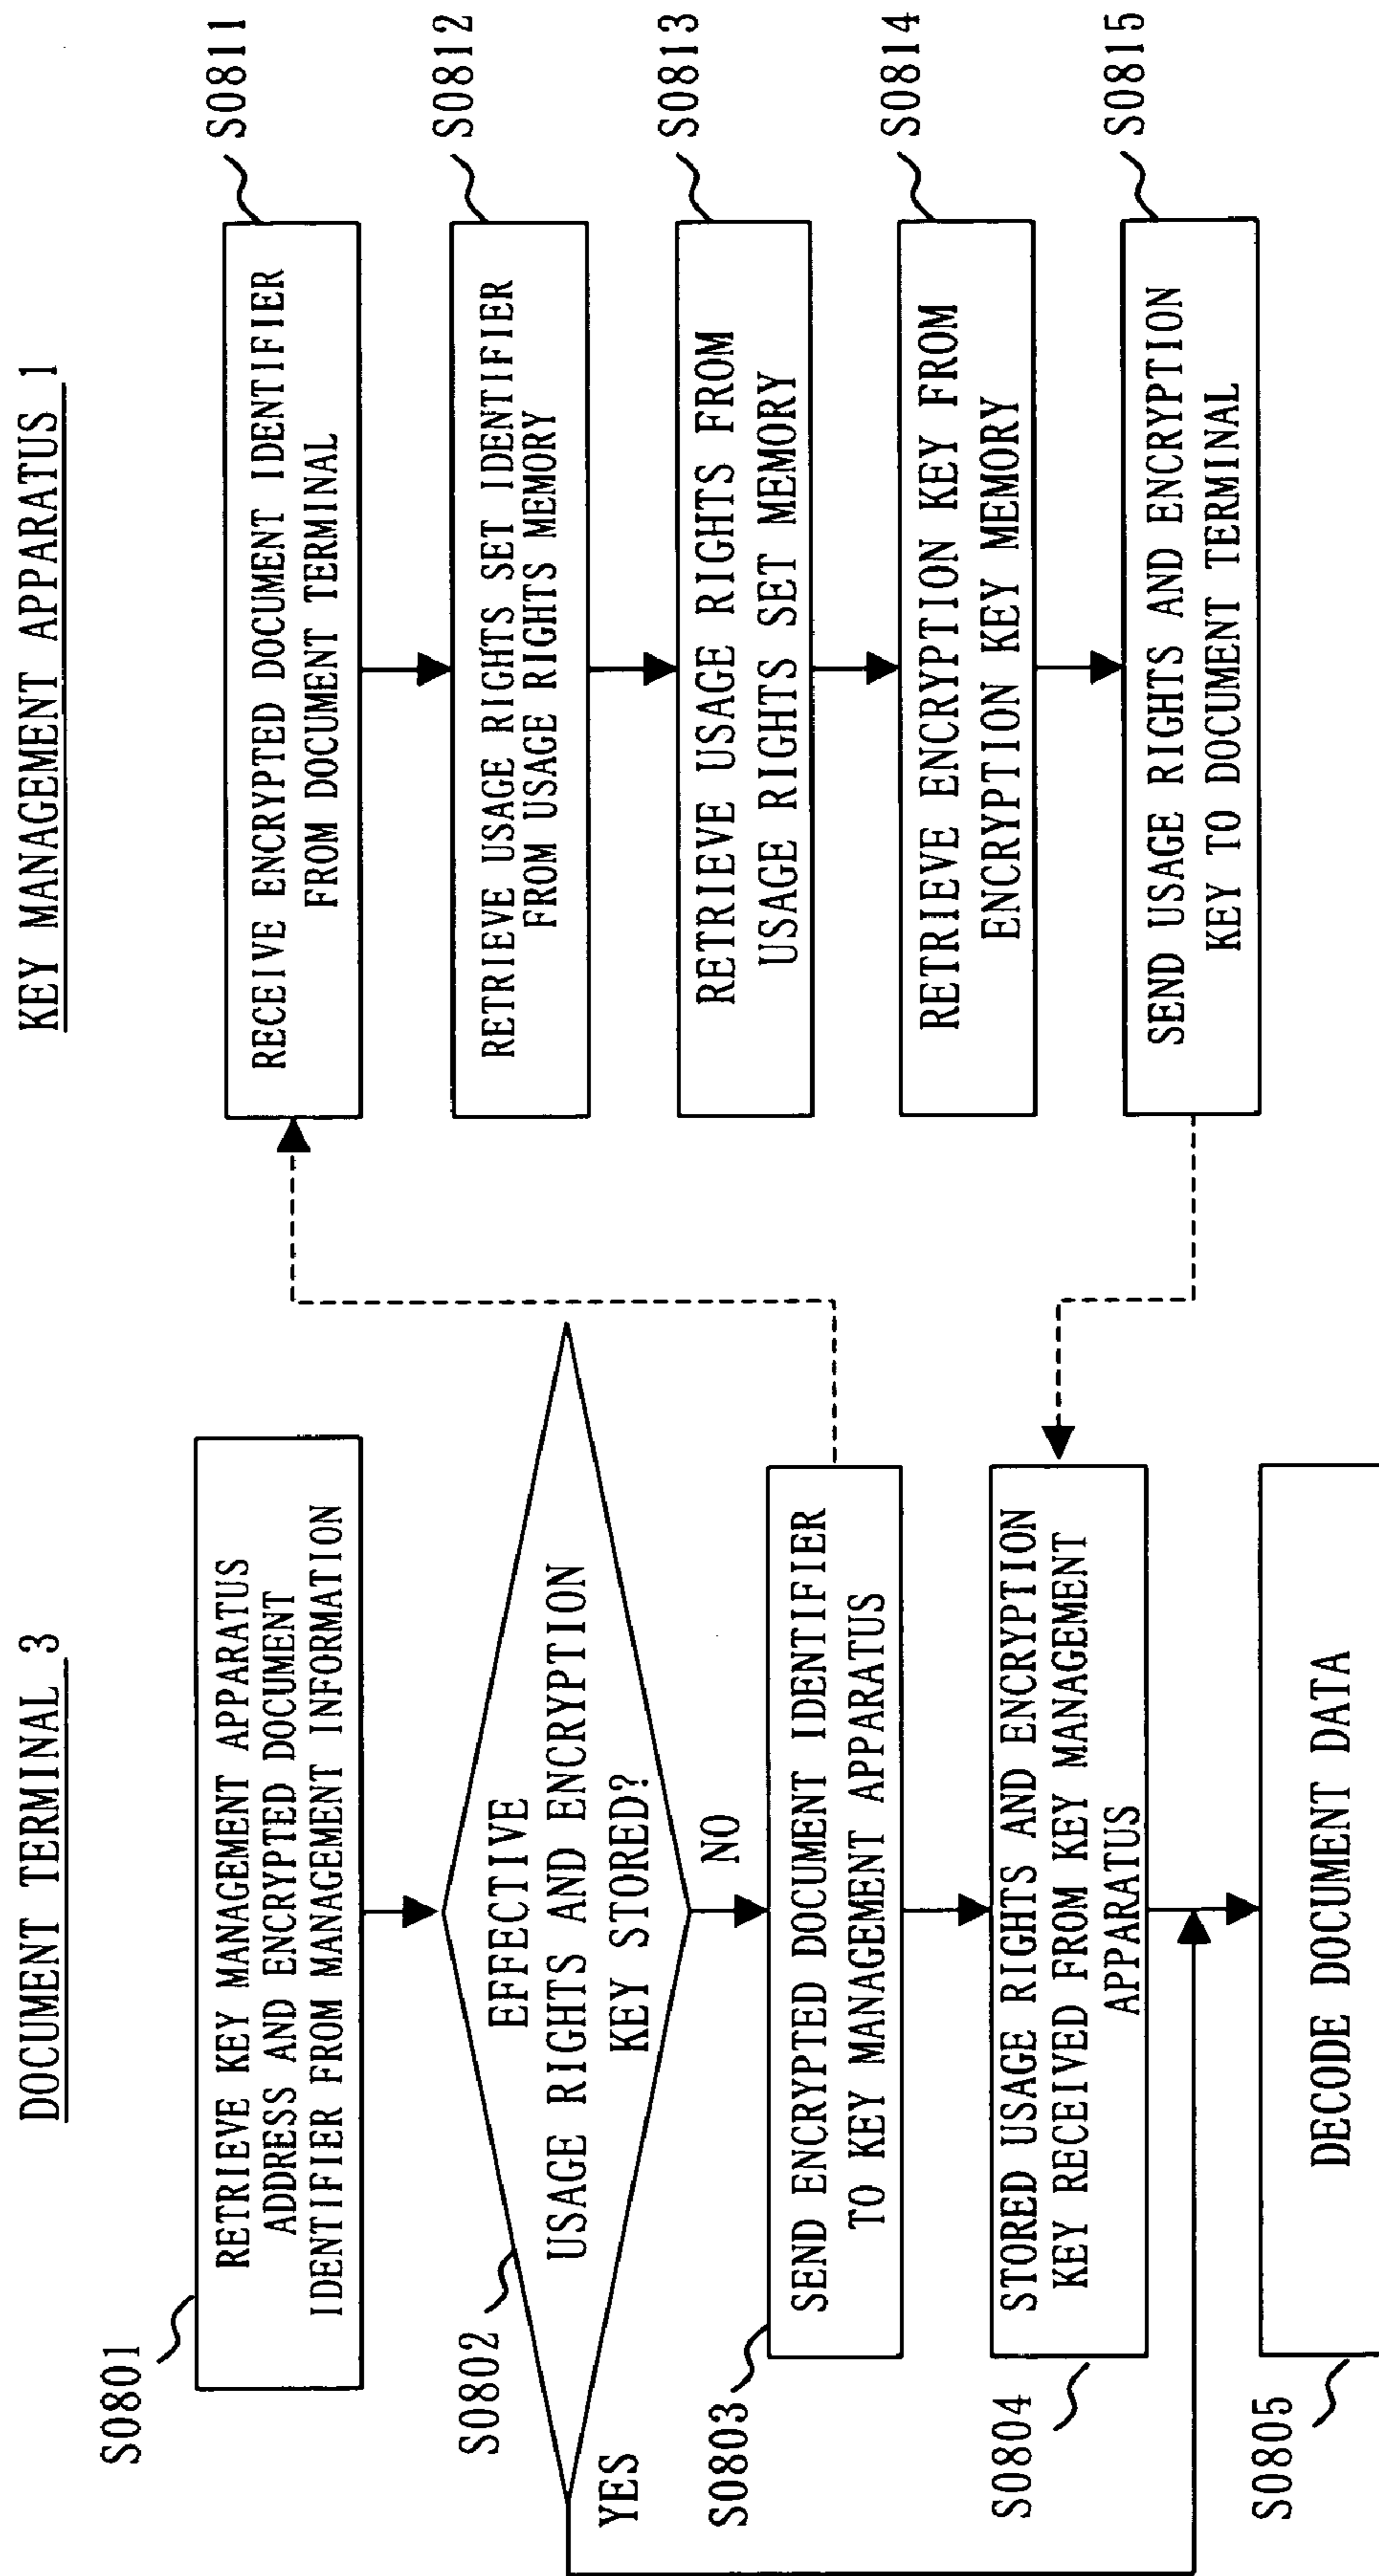 DOCUMENT TERMINAL 3
S0801
RETRIEVE KEY MANAGEMENT APPARATUS
ADDRESS AND ENCRYPTED DOCUMENT
IDENTIFIER FROM MANAGEMENT INFORMATION
S0802
EFFECTIVE
USAGE RIGHTS AND ENCRYPTION
KEY STORED?
YES
NO
S0803
SEND ENCRYPTED DOCUMENT IDENTIFIER
TO KEY MANAGEMENT APPARATUS
S0804
STORED USAGE RIGHTS AND ENCRYPTION
KEY RECEIVED FROM KEY MANAGEMENT
APPARATUS
S0805
DECODE DOCUMENT DATA
KEY MANAGEMENT APPARATUS 1
S0811
RECEIVE ENCRYPTED DOCUMENT IDENTIFIER
FROM DOCUMENT TERMINAL
S0812
RETRIEVE USAGE RIGHTS SET IDENTIFIER
FROM USAGE RIGHTS MEMORY
S0813
RETRIEVE USAGE RIGHTS FROM
USAGE RIGHTS SET MEMORY
S0814
RETRIEVE ENCRYPTION KEY FROM
ENCRYPTION KEY MEMORY
S0815
SEND USAGE RIGHTS AND ENCRYPTION
KEY TO DOCUMENT TERMINAL